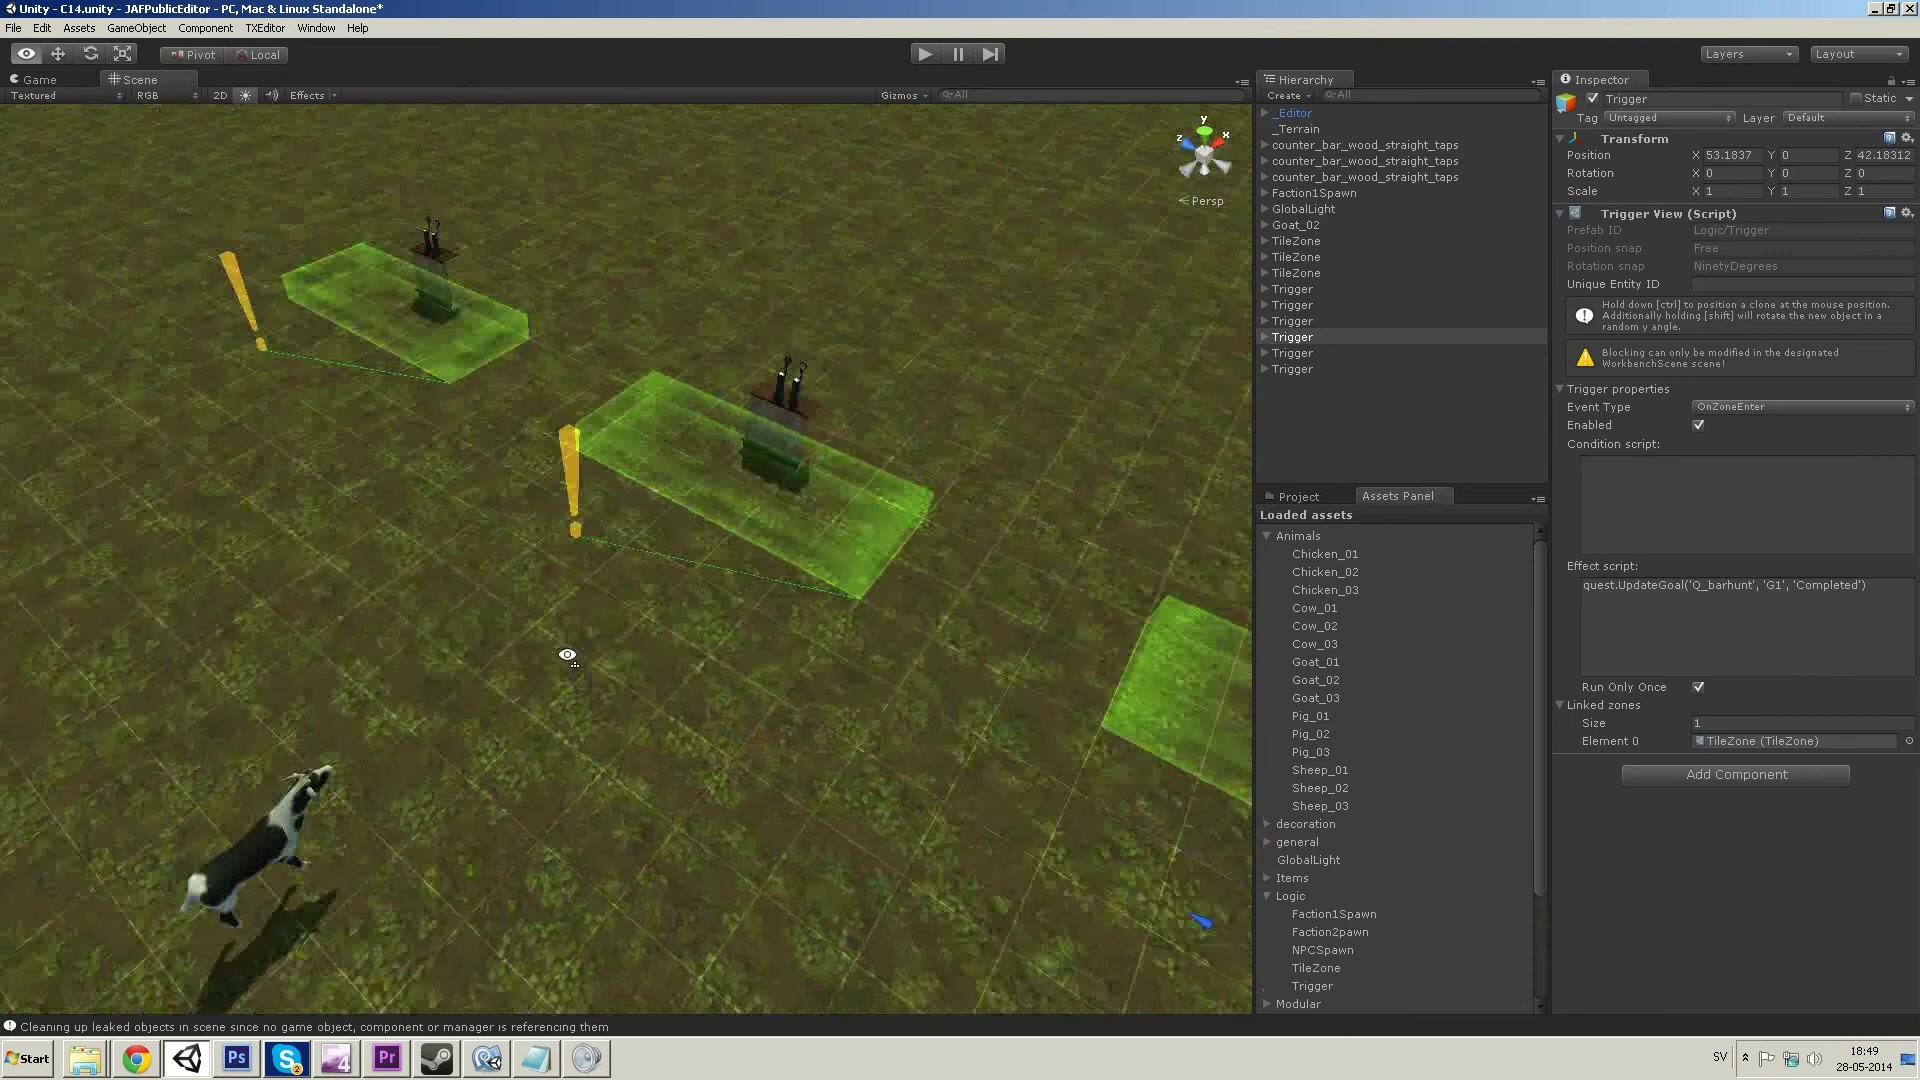 Unity - C14.unity - JAFPublicEditor - PC, Mac & Linux Standalone*
File Edit Assets GameObject Component TXEditor Window Help
Pivot Local Layers Layout
Game Scene
Textured RGB 2D Effects Gizmos All
y
x
z
Persp
Hierarchy
Create All
_Editor
_Terrain
counter_bar_wood_straight_taps
counter_bar_wood_straight_taps
counter_bar_wood_straight_taps
Faction1Spawn
GlobalLight
Goat_02
TileZone
TileZone
TileZone
Trigger
Trigger
Trigger
Trigger
Trigger
Trigger
Project Assets Panel
Loaded assets
Animals
Chicken_01
Chicken_02
Chicken_03
Cow_01
Cow_02
Cow_03
Goat_01
Goat_02
Goat_03
Pig_01
Pig_02
Pig_03
Sheep_01
Sheep_02
Sheep_03
decoration
general
GlobalLight
Items
Logic
Faction1Spawn
Faction2pawn
NPCSpawn
TileZone
Trigger
Modular
Inspector
Trigger Static
Tag Untagged Layer Default
Transform
Position X 53.1837 Y 0 Z 42.18312
Rotation X 0 Y 0 Z 0
Scale X 1 Y 1 Z 1
Trigger View (Script)
Prefab ID Logic/Trigger
Position snap Free
Rotation snap NinetyDegrees
Unique Entity ID
Hold down [ctrl] to position a clone at the mouse position.
Additionally holding [shift] will rotate the new object in a
random y angle.
Blocking can only be modified in the designated
WorkbenchScene scene!
Trigger properties
Event Type OnZoneEnter
Enabled
Condition script:
Effect script:
quest.UpdateGoal('Q_barhunt', 'G1', 'Completed')
Run Only Once
Linked zones
Size 1
Element 0 TileZone (TileZone)
Add Component
Cleaning up leaked objects in scene since no game object, component or manager is referencing them
Start Ps S 2 4 Pr SV 18:49
28-05-2014